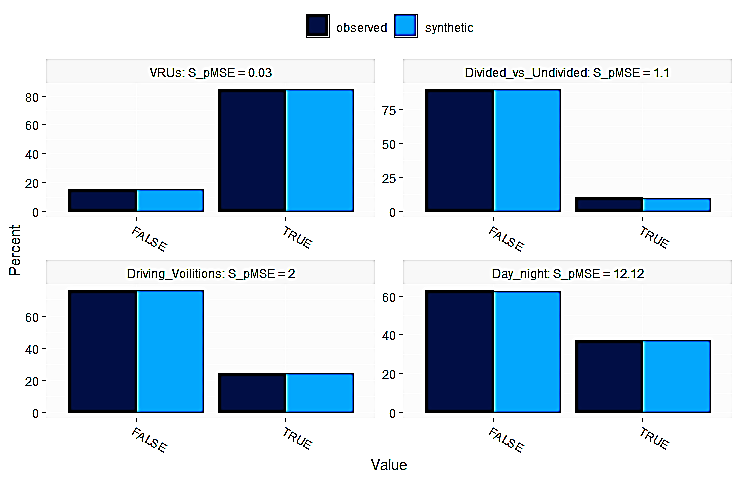 observed synthetic
VRUs: S_pMSE = 0.03
Divided_vs_Undivided: S_pMSE = 1.1
80
60
40
20
0
75
50
25
0
FALSE TRUE
FALSE TRUE
Percent
Driving_Voilitions: S_pMSE = 2
Day_night: S_pMSE = 12.12
60
40
20
0
60
40
20
0
FALSE TRUE
FALSE TRUE
Value